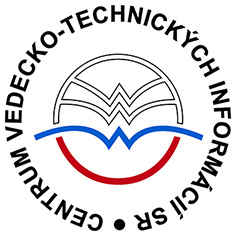 CENTRUM VEDECKO-TECHNICKÝCH INFORMÁCIÍ SR •